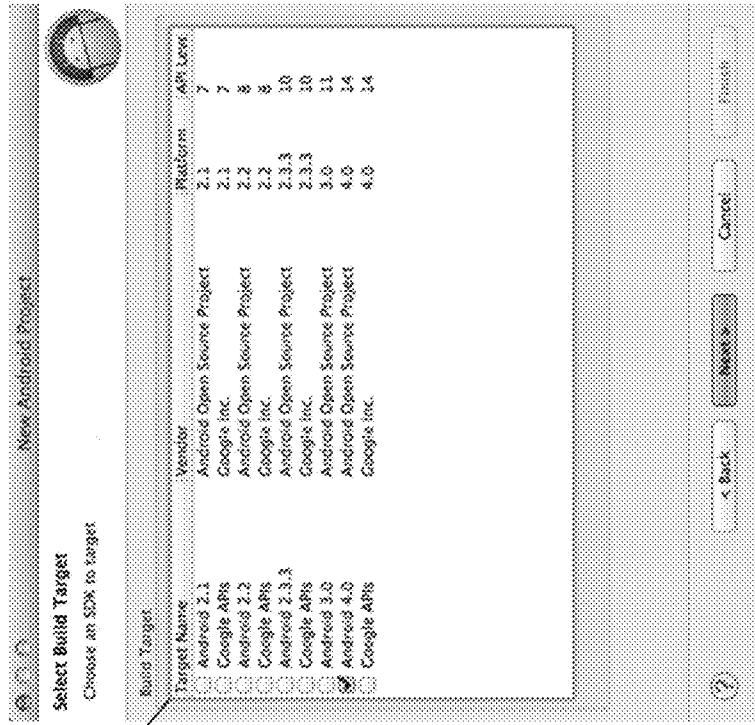 New Android Project
Select Build Target
Choose an SDK to target
Build Target
Target Name Vendor Platform API Leve
Android 2.1 Android Open Source Project 2.1 7
Google APIs Google Inc. 2.1 7
Android 2.2 Android Open Source Project 2.2 8
Google APIs Google Inc. 2.2 8
Android 2.3.3 Android Open Source Project 2.3.3 10
Google APIs Google Inc. 2.3.3 10
Android 3.0 Android Open Source Project 3.0 11
Android 4.0 Android Open Source Project 4.0 14
Google APIs Google Inc. 4.0 14
? < Back Next > Cancel Finish